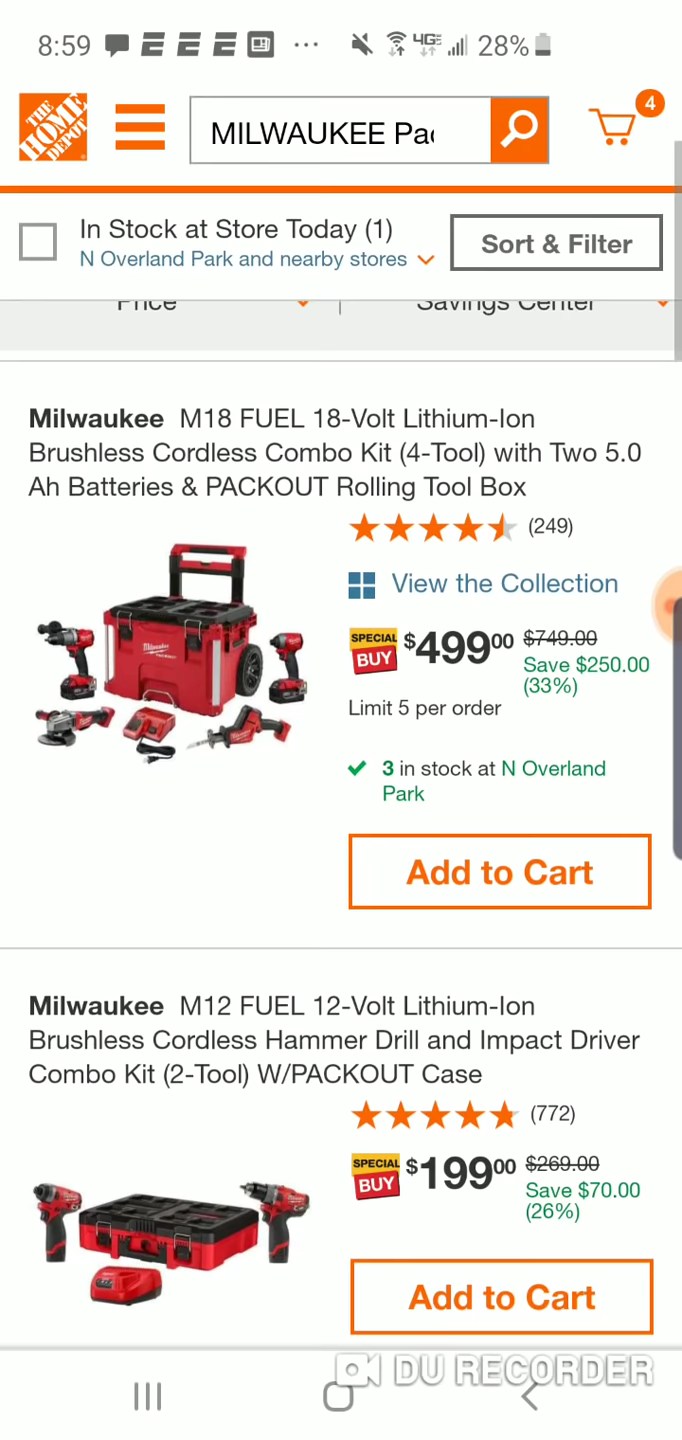 8:59 4GE 28%
THE HOME DEPOT
MILWAUKEE Pac
4
In Stock at Store Today (1)
N Overland Park and nearby stores
Sort & Filter
Price
Savings Center
Milwaukee M18 FUEL 18-Volt Lithium-Ion
Brushless Cordless Combo Kit (4-Tool) with Two 5.0
Ah Batteries & PACKOUT Rolling Tool Box
(249)
View the Collection
SPECIAL BUY $499.00 $749.00
Save $250.00
(33%)
Limit 5 per order
3 in stock at N Overland
Park
Add to Cart
Milwaukee M12 FUEL 12-Volt Lithium-Ion
Brushless Cordless Hammer Drill and Impact Driver
Combo Kit (2-Tool) W/PACKOUT Case
(772)
SPECIAL BUY $199.00 $269.00
Save $70.00
(26%)
Add to Cart
DU RECORDER